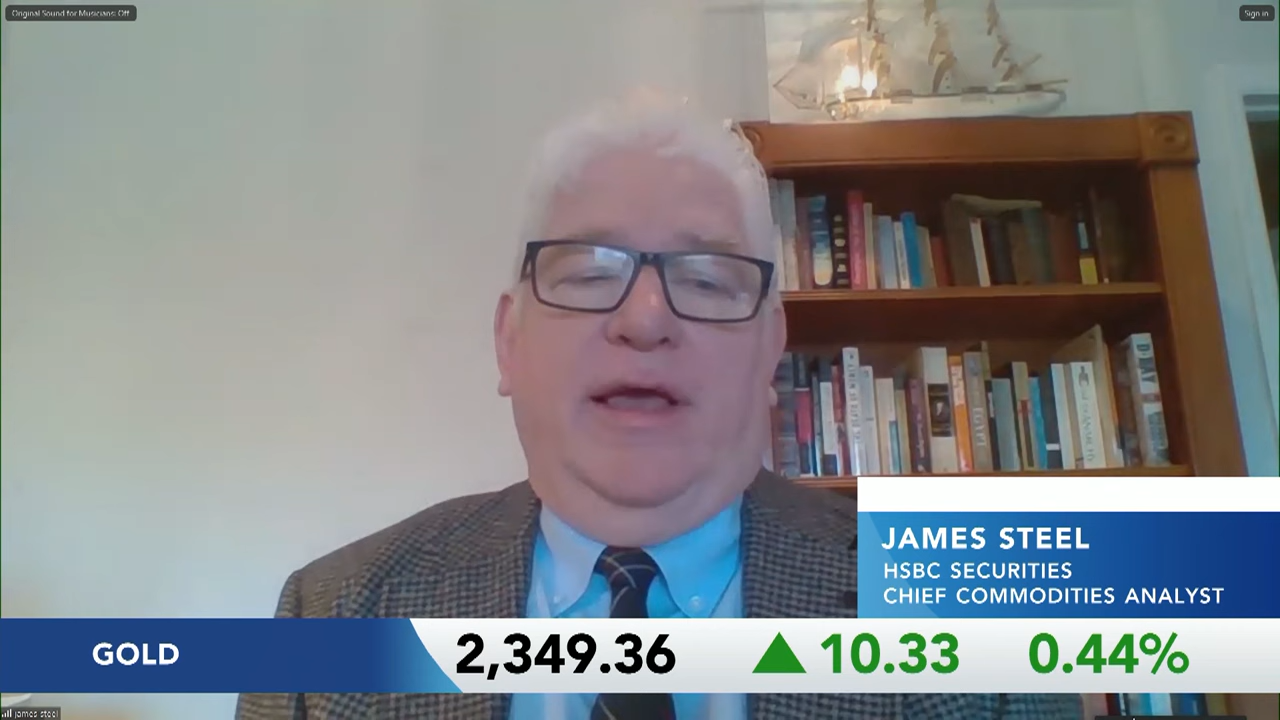 Original Sound for Musicians: Off
Sign in
JAMES STEEL
HSBC SECURITIES
CHIEF COMMODITIES ANALYST
GOLD
2,349.36
▲ 10.33
0.44%
james steel
EGYPT